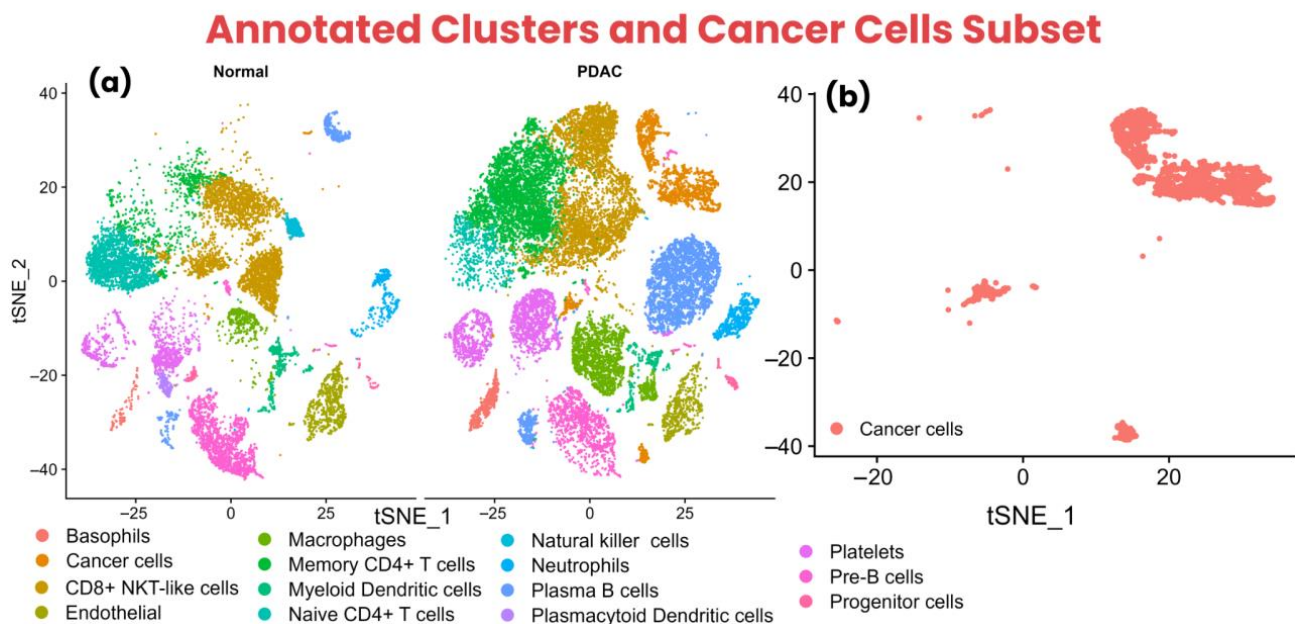 Annotated Clusters and Cancer Cells Subset
(a)
Normal
PDAC
(b)
40
20
0
−20
−40
tSNE_2
−25
0
25
−25
0
25
tSNE_1
40
20
0
−20
−40
Cancer cells
−20
0
20
tSNE_1
Basophils
Cancer cells
CD8+ NKT-like cells
Endothelial
Macrophages
Memory CD4+ T cells
Myeloid Dendritic cells
Naive CD4+ T cells
Natural killer cells
Neutrophils
Plasma B cells
Plasmacytoid Dendritic cells
Platelets
Pre-B cells
Progenitor cells